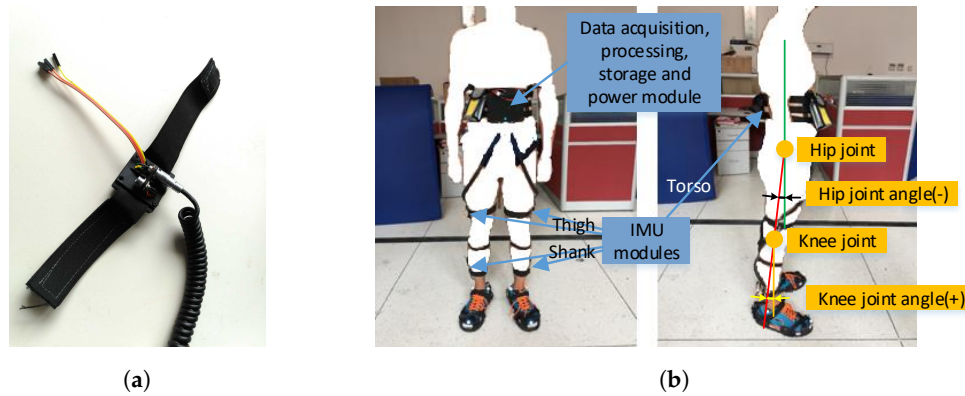 Data acquisition,
processing,
storage and
power module
Hip joint
Torso
Hip joint angle(-)
Thigh
IMU
modules
Knee joint
Shank
Knee joint angle(+)
(a)
(b)